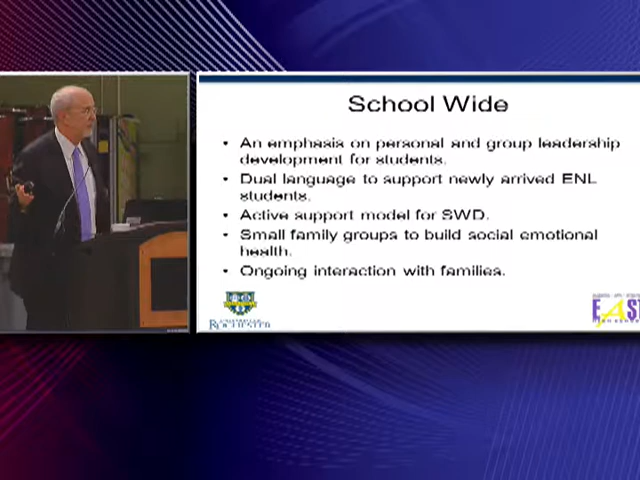 School Wide
• An emphasis on personal and group leadership
development for students.
• Dual language to support newly arrived ENL
students.
• Active support model for SWD.
• Small family groups to build social emotional
health.
• Ongoing interaction with families.
ROCHESTER
EAS